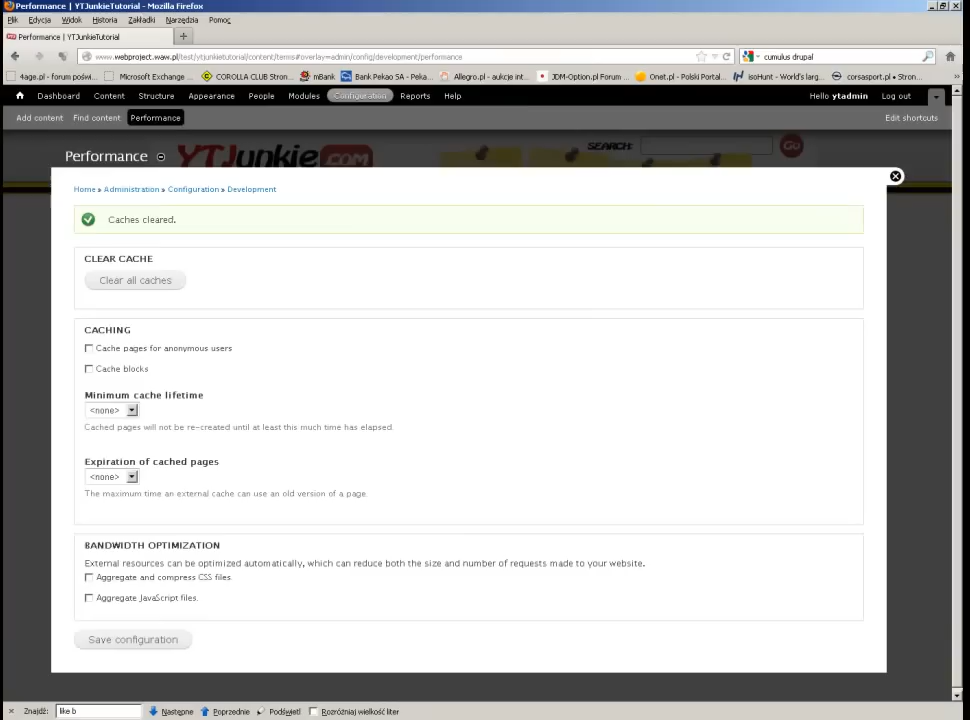 Performance | YTJunkieTutorial - Mozilla Firefox
Plik Edycja Widok Historia Zakładki Narzędzia Pomoc
Performance | YTJunkieTutorial
www.webproject.waw.pl/test/ytjunkietutorial/content/terms#overlay=admin/config/development/performance
cumulus drupal
4age.pl - forum poświ... Microsoft Exchange ... COROLLA CLUB Stron... mBank Bank Pekao SA - Peka... Allegro.pl - aukcje int... JDM-Option.pl Forum ... Onet.pl - Polski Portal... isoHunt - World's larg... corsasport.pl • Stron...
Dashboard Content Structure Appearance People Modules Configuration Reports Help Hello ytadmin Log out
Add content Find content Performance Edit shortcuts
YTJunkie.com SEARCH: Go
Performance
Home » Administration » Configuration » Development
Caches cleared.
CLEAR CACHE
Clear all caches
CACHING
Cache pages for anonymous users
Cache blocks
Minimum cache lifetime
<none>
Cached pages will not be re-created until at least this much time has elapsed.
Expiration of cached pages
<none>
The maximum time an external cache can use an old version of a page.
BANDWIDTH OPTIMIZATION
External resources can be optimized automatically, which can reduce both the size and number of requests made to your website.
Aggregate and compress CSS files.
Aggregate JavaScript files.
Save configuration
Znajdź: like b Następne Poprzednie Podświetl Rozróżniaj wielkość liter